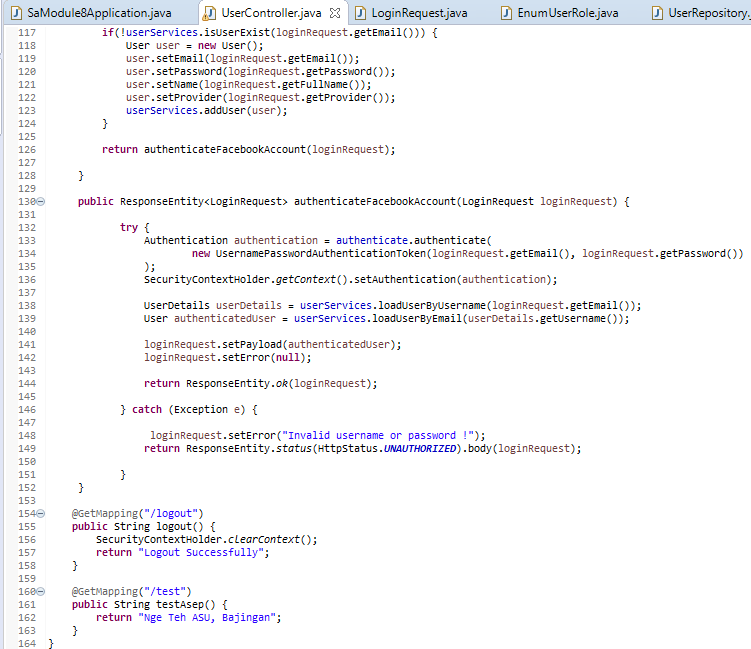 SaModule8Application.java UserController.java LoginRequest.java EnumUserRole.java UserRepository.
117 if(!userServices.isUserExist(loginRequest.getEmail())) {
118 User user = new User();
119 user.setEmail(loginRequest.getEmail());
120 user.setPassword(loginRequest.getPassword());
121 user.setName(loginRequest.getFullName());
122 user.setProvider(loginRequest.getProvider());
123 userServices.addUser(user);
124 }
125
126 return authenticateFacebookAccount(loginRequest);
127
128 }
129
130 public ResponseEntity<LoginRequest> authenticateFacebookAccount(LoginRequest loginRequest) {
131
132 try {
133 Authentication authentication = authenticate.authenticate(
134 new UsernamePasswordAuthenticationToken(loginRequest.getEmail(), loginRequest.getPassword())
135 );
136 SecurityContextHolder.getContext().setAuthentication(authentication);
137
138 UserDetails userDetails = userServices.loadUserByUsername(loginRequest.getEmail());
139 User authenticatedUser = userServices.loadUserByEmail(userDetails.getUsername());
140
141 loginRequest.setPayload(authenticatedUser);
142 loginRequest.setError(null);
143
144 return ResponseEntity.ok(loginRequest);
145
146 } catch (Exception e) {
147
148 loginRequest.setError("Invalid username or password !");
149 return ResponseEntity.status(HttpStatus.UNAUTHORIZED).body(loginRequest);
150
151 }
152 }
153
154 @GetMapping("/logout")
155 public String logout() {
156 SecurityContextHolder.clearContext();
157 return "Logout Successfully";
158 }
159
160 @GetMapping("/test")
161 public String testAsep() {
162 return "Nge Teh ASU, Bajingan";
163 }
164 }